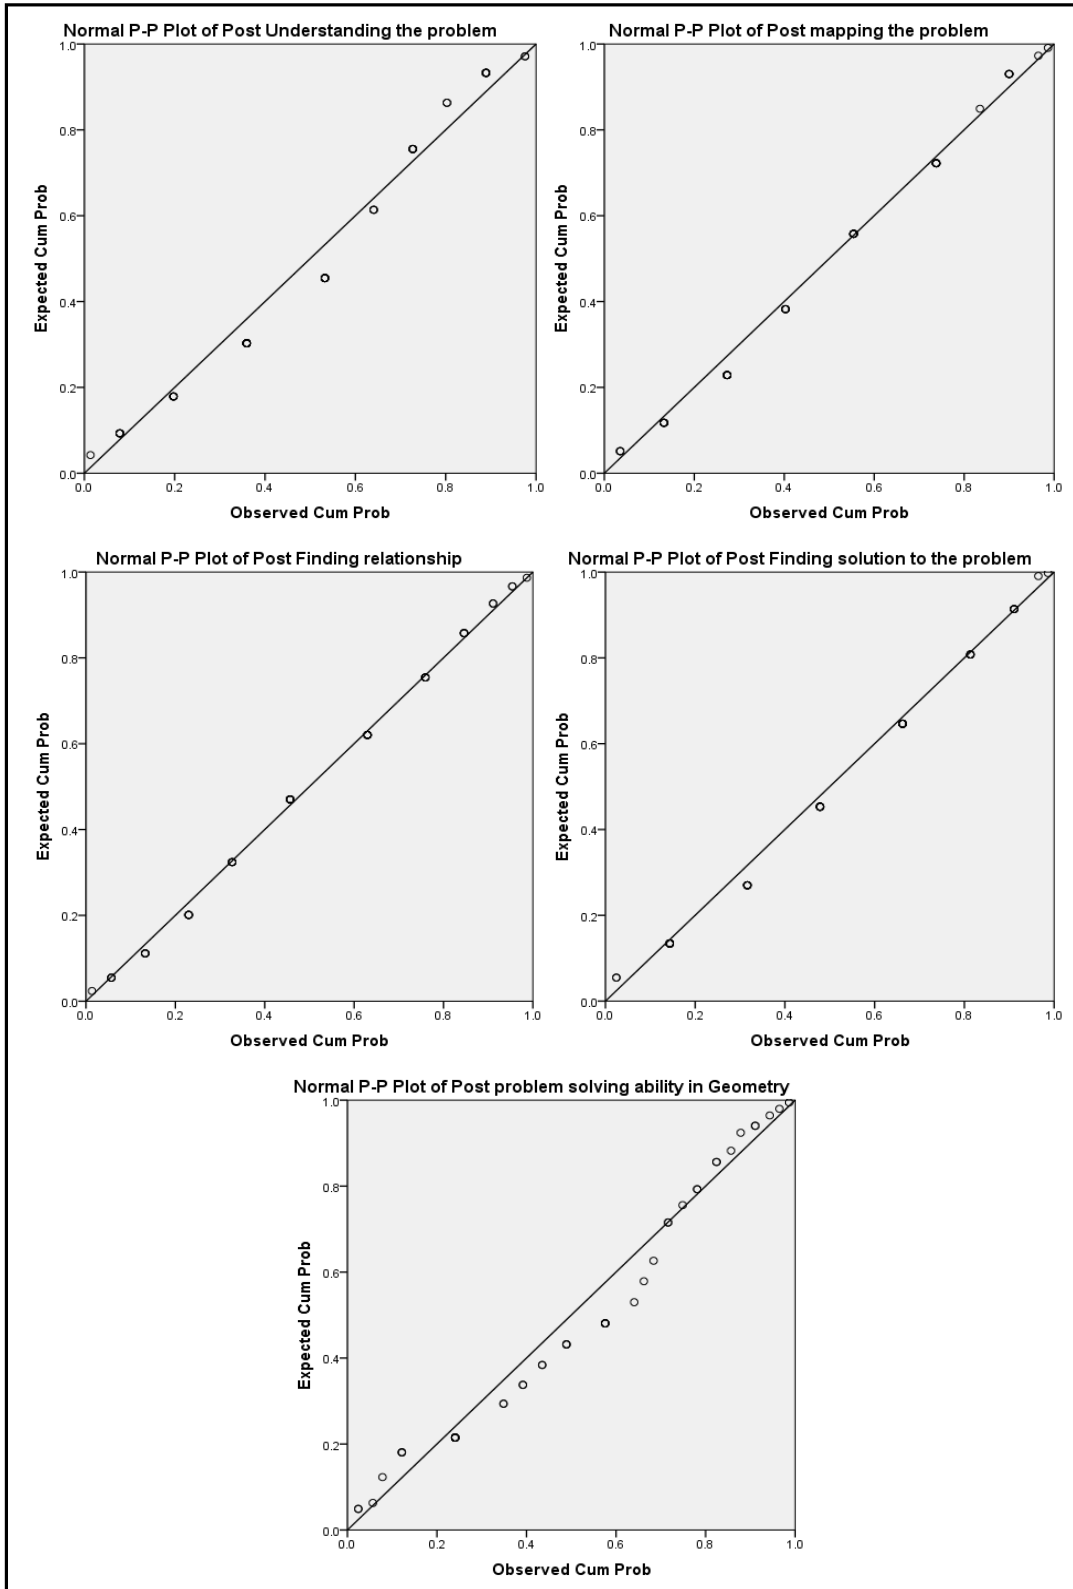 Normal P-P Plot of Post Understanding the problem
1.0
0.8
0.6
0.4
0.2
0.0
Expected Cum Prob
0.0 0.2 0.4 0.6 0.8 1.0
Observed Cum Prob
Normal P-P Plot of Post mapping the problem
1.0
0.8
0.6
0.4
0.2
0.0
Expected Cum Prob
0.0 0.2 0.4 0.6 0.8 1.0
Observed Cum Prob
Normal P-P Plot of Post Finding relationship
1.0
0.8
0.6
0.4
0.2
0.0
Expected Cum Prob
0.0 0.2 0.4 0.6 0.8 1.0
Observed Cum Prob
Normal P-P Plot of Post Finding solution to the problem
1.0
0.8
0.6
0.4
0.2
0.0
Expected Cum Prob
0.0 0.2 0.4 0.6 0.8 1.0
Observed Cum Prob
Normal P-P Plot of Post problem solving ability in Geometry
1.0
0.8
0.6
0.4
0.2
0.0
Expected Cum Prob
0.0 0.2 0.4 0.6 0.8 1.0
Observed Cum Prob